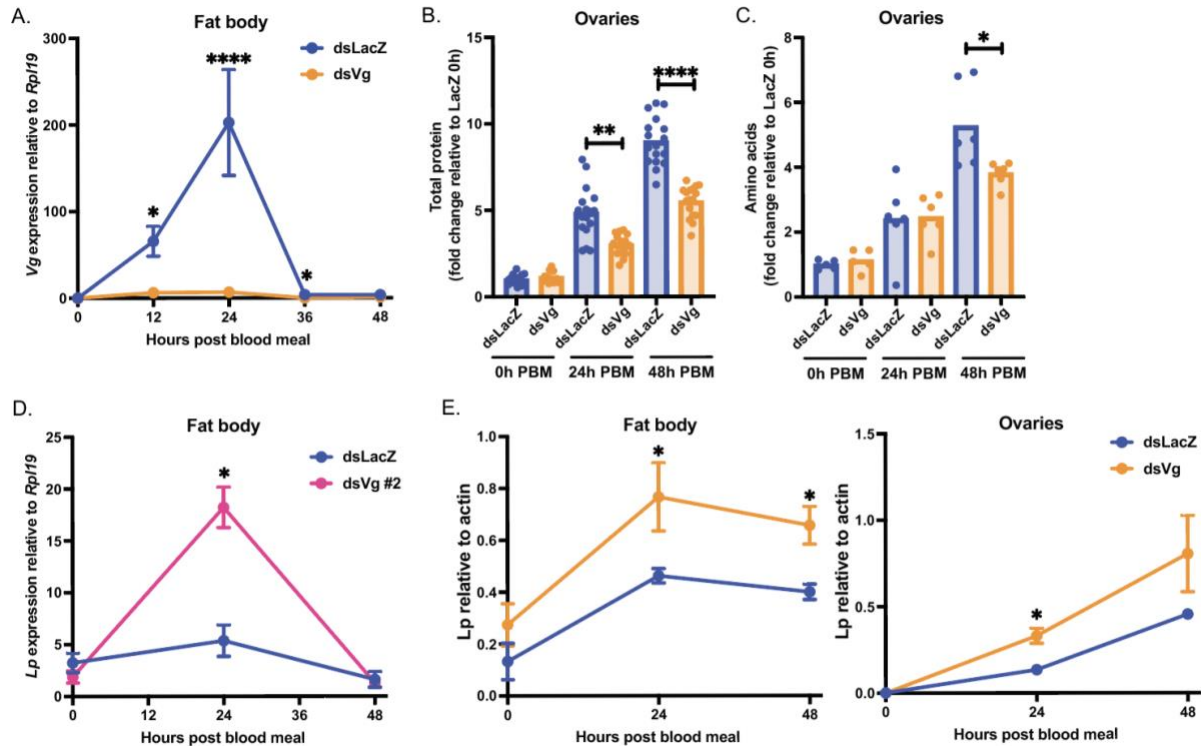 A.
Fat body
Vg expression relative to Rpl19
300
200
100
0
0
12
24
36
48
Hours post blood meal
dsLacZ
dsVg
*
****
*
B.
Ovaries
Total protein
(fold change relative to LacZ 0h)
15
10
5
0
**
****
dsLacZ
dsVg
dsLacZ
dsVg
dsLacZ
dsVg
0h PBM
24h PBM
48h PBM
C.
Ovaries
Amino acids
(fold change relative to LacZ 0h)
8
6
4
2
0
*
dsLacZ
dsVg
dsLacZ
dsVg
dsLacZ
dsVg
0h PBM
24h PBM
48h PBM
D.
Fat body
Lp expression relative to Rpl19
25
20
15
10
5
0
0
12
24
36
48
Hours post blood meal
dsLacZ
dsVg #2
*
E.
Fat body
Lp relative to actin
1.0
0.8
0.6
0.4
0.2
0.0
0
24
48
Hours post blood meal
*
*
Ovaries
Lp relative to actin
1.5
1.0
0.5
0.0
0
24
48
Hours post blood meal
dsLacZ
dsVg
*